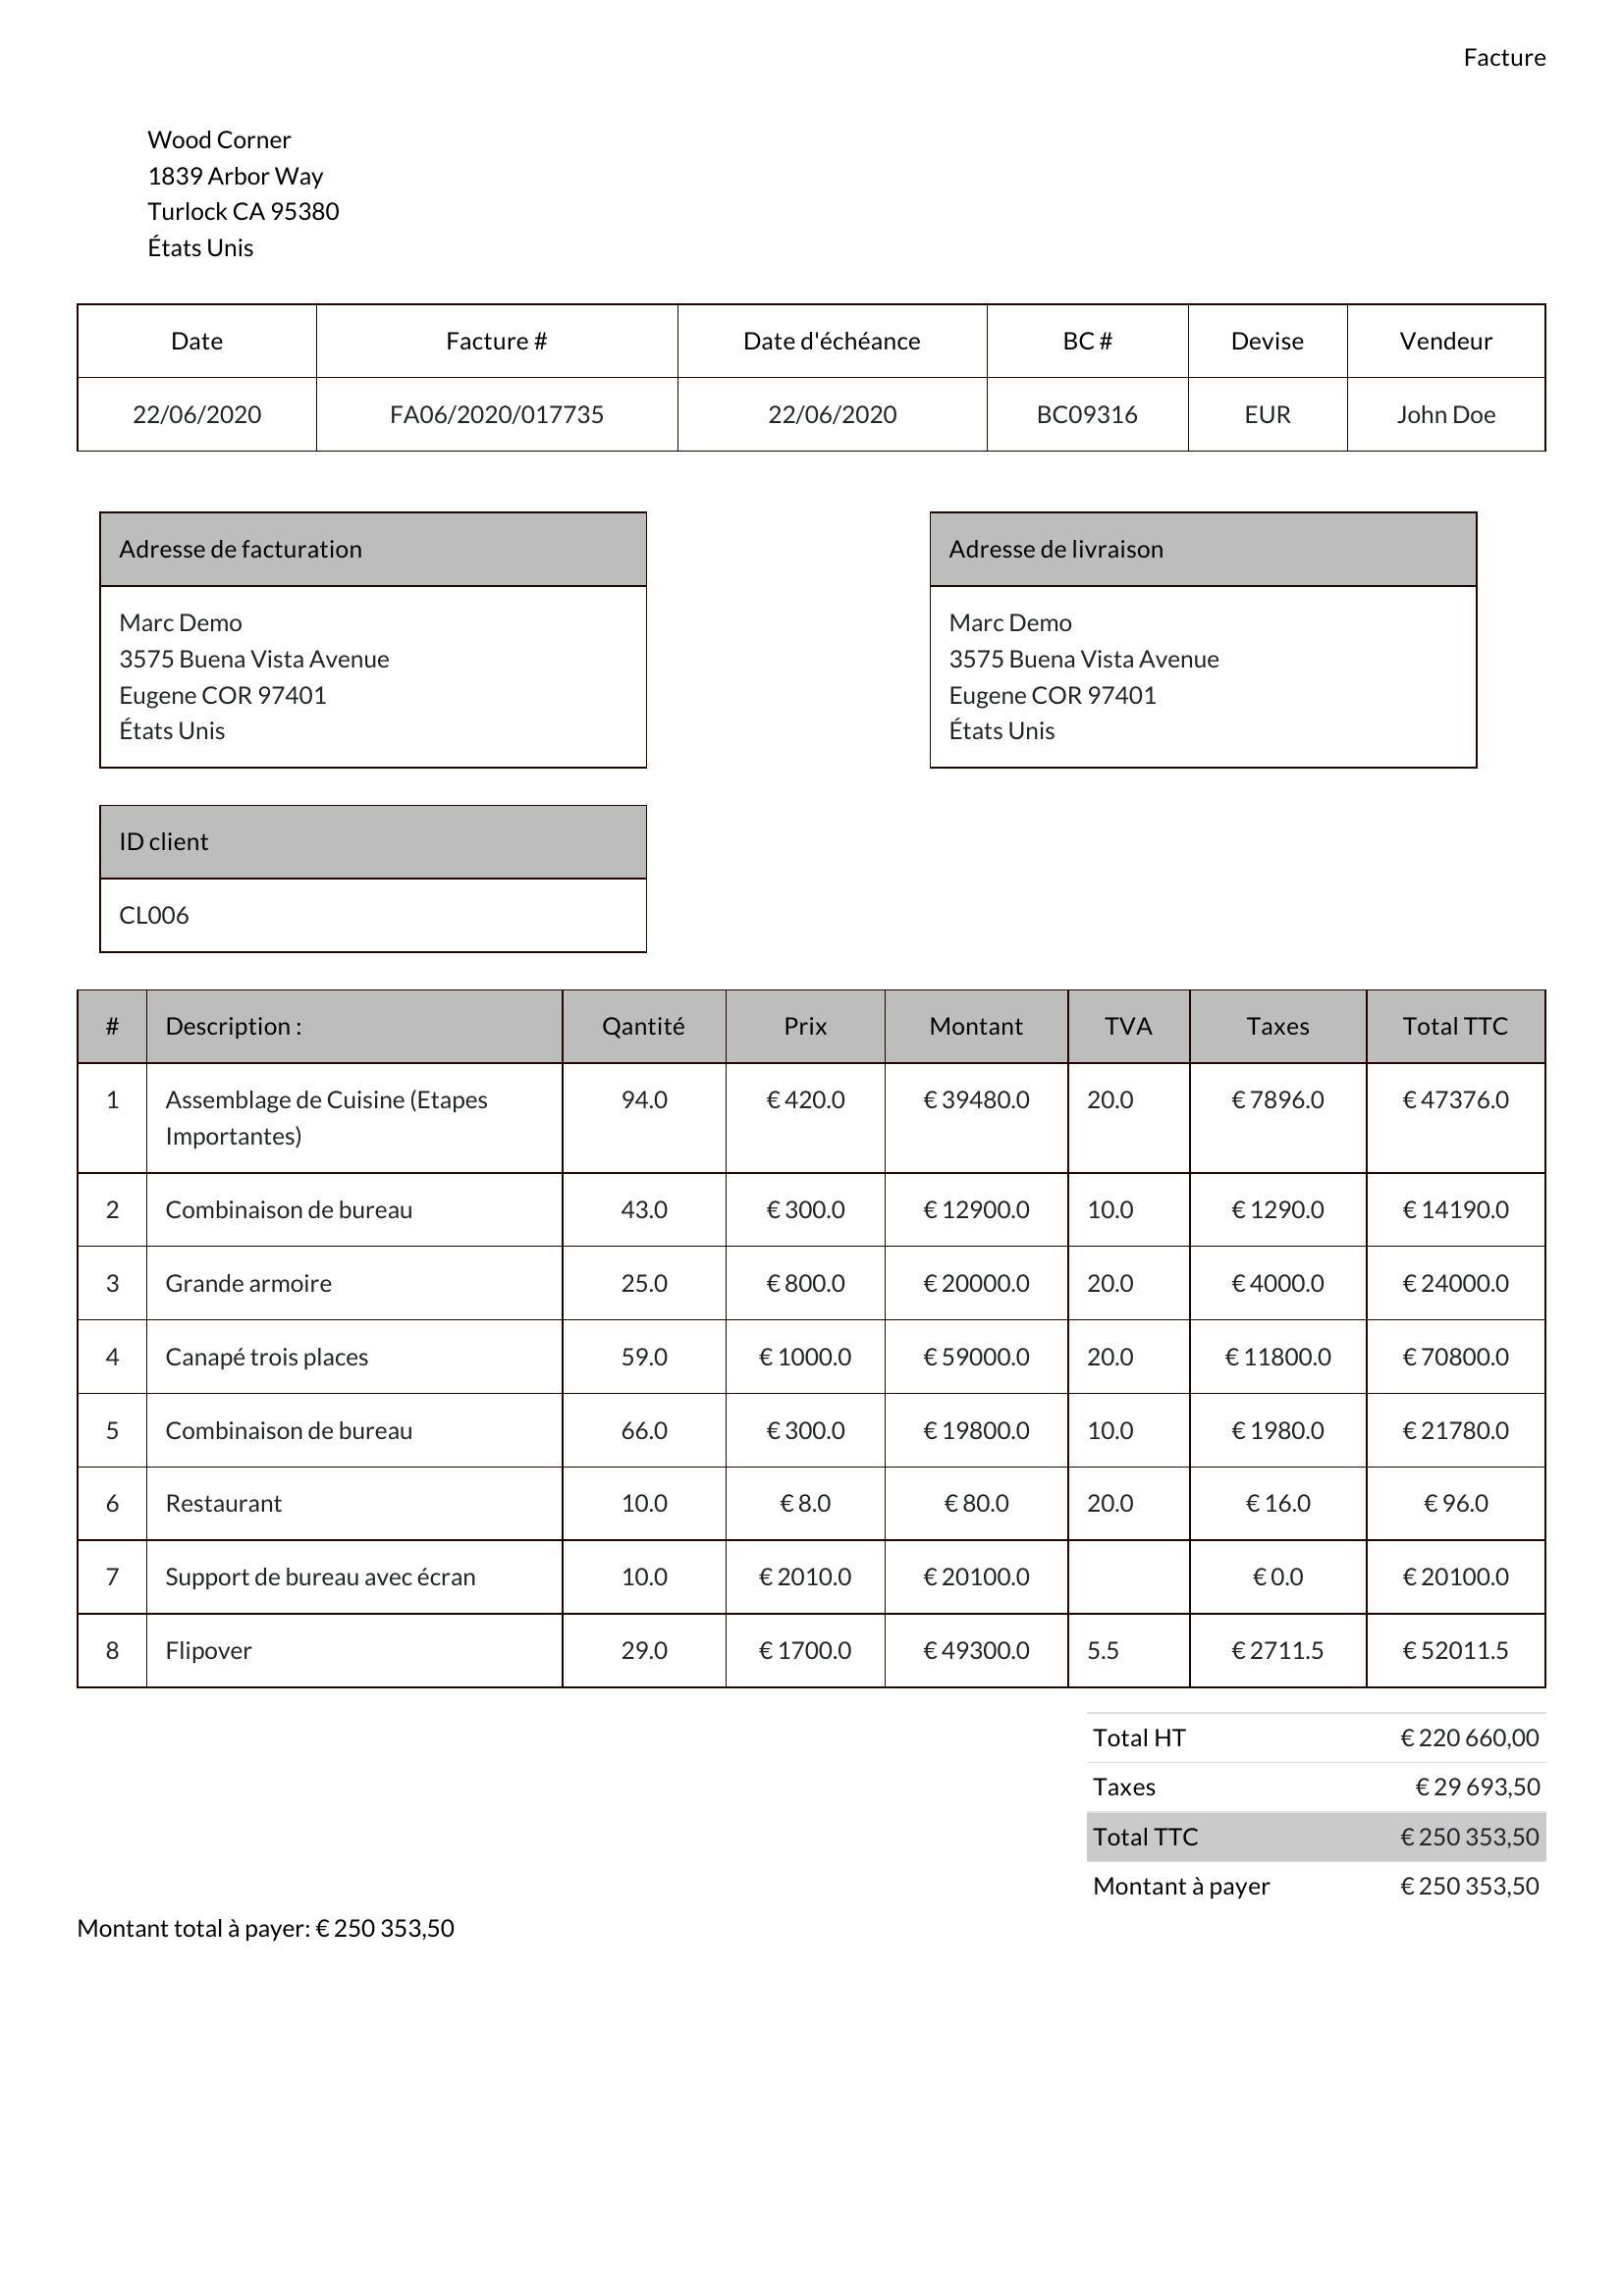 Facture
Wood Corner
1839 Arbor Way
Turlock CA 95380
États Unis
Date Facture # Date d'échéance BC # Devise Vendeur
22/06/2020 FA06/2020/017735 22/06/2020 BC09316 EUR John Doe
Adresse de facturation
Marc Demo
3575 Buena Vista Avenue
Eugene COR 97401
États Unis
Adresse de livraison
Marc Demo
3575 Buena Vista Avenue
Eugene COR 97401
États Unis
ID client
CL006
# Description : Qantité Prix Montant TVA Taxes Total TTC
1 Assemblage de Cuisine (Etapes 94.0 € 420.0 € 39480.0 20.0 € 7896.0 € 47376.0
Importantes)
2 Combinaison de bureau 43.0 € 300.0 € 12900.0 10.0 € 1290.0 € 14190.0
3 Grande armoire 25.0 € 800.0 € 20000.0 20.0 € 4000.0 € 24000.0
4 Canapé trois places 59.0 € 1000.0 € 59000.0 20.0 € 11800.0 € 70800.0
5 Combinaison de bureau 66.0 € 300.0 € 19800.0 10.0 € 1980.0 € 21780.0
6 Restaurant 10.0 € 8.0 € 80.0 20.0 € 16.0 € 96.0
7 Support de bureau avec écran 10.0 € 2010.0 € 20100.0 € 0.0 € 20100.0
8 Flipover 29.0 € 1700.0 € 49300.0 5.5 € 2711.5 € 52011.5
Total HT € 220 660,00
Taxes € 29 693,50
Total TTC € 250 353,50
Montant à payer € 250 353,50
Montant total à payer: € 250 353,50